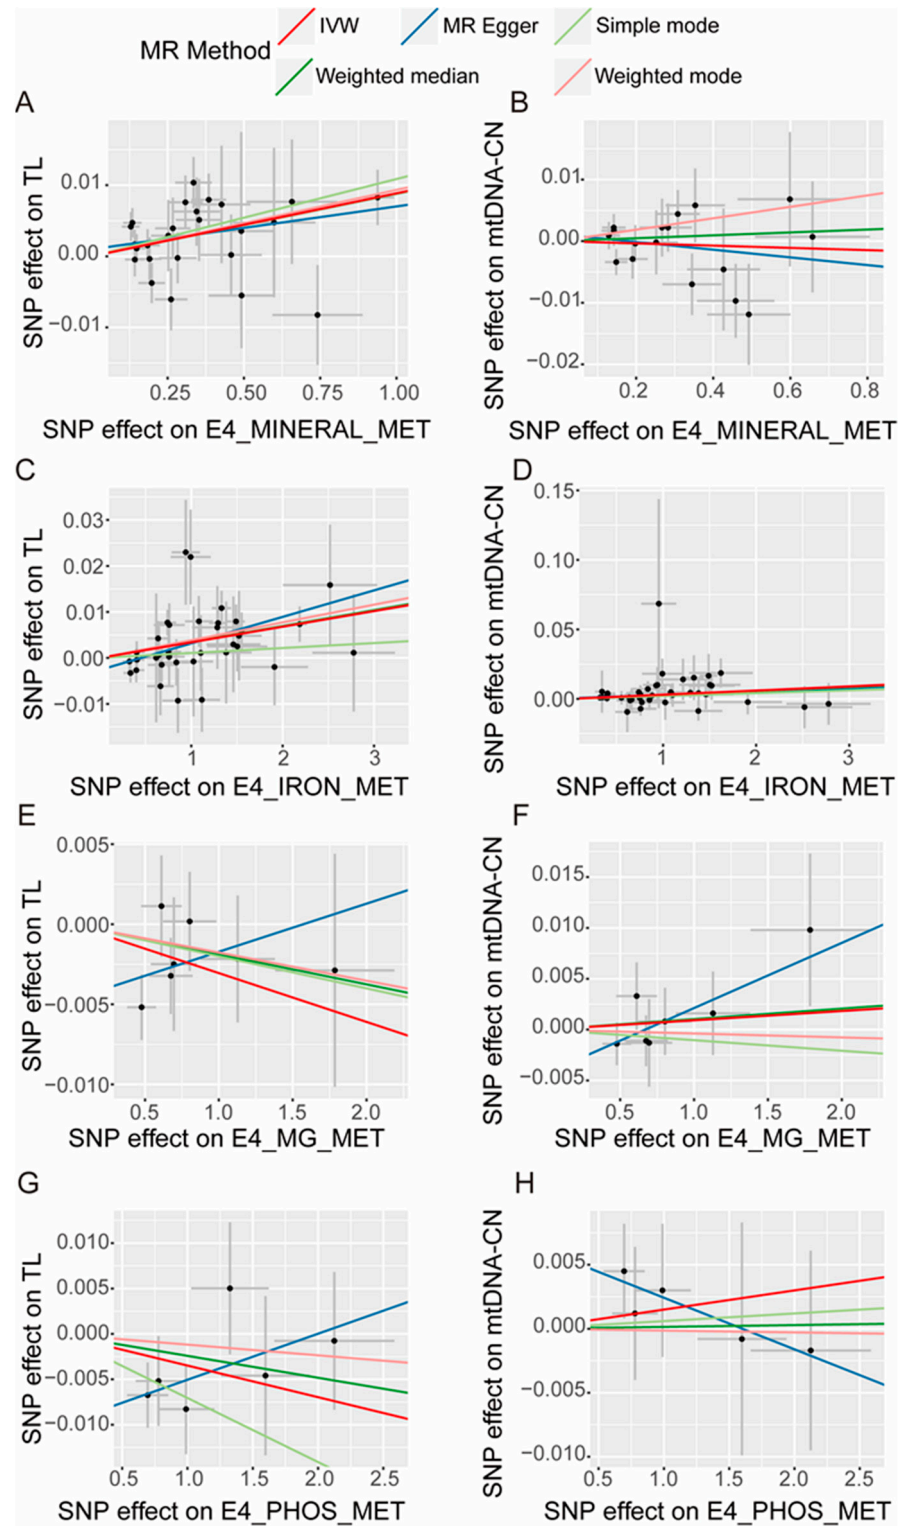 MR Method
IVW
MR Egger
Simple mode
Weighted median
Weighted mode
A
SNP effect on TL
0.01
0.00
−0.01
0.25 0.50 0.75 1.00
SNP effect on E4_MINERAL_MET
B
SNP effect on mtDNA-CN
0.01
0.00
−0.01
−0.02
0.2 0.4 0.6 0.8
SNP effect on E4_MINERAL_MET
C
SNP effect on TL
0.03
0.02
0.01
0.00
−0.01
1 2 3
SNP effect on E4_IRON_MET
D
SNP effect on mtDNA-CN
0.15
0.10
0.05
0.00
1 2 3
SNP effect on E4_IRON_MET
E
SNP effect on TL
0.005
0.000
−0.005
−0.010
0.5 1.0 1.5 2.0
SNP effect on E4_MG_MET
F
SNP effect on mtDNA-CN
0.015
0.010
0.005
0.000
−0.005
0.5 1.0 1.5 2.0
SNP effect on E4_MG_MET
G
SNP effect on TL
0.010
0.005
0.000
−0.005
−0.010
0.5 1.0 1.5 2.0 2.5
SNP effect on E4_PHOS_MET
H
SNP effect on mtDNA-CN
0.005
0.000
−0.005
−0.010
0.5 1.0 1.5 2.0 2.5
SNP effect on E4_PHOS_MET